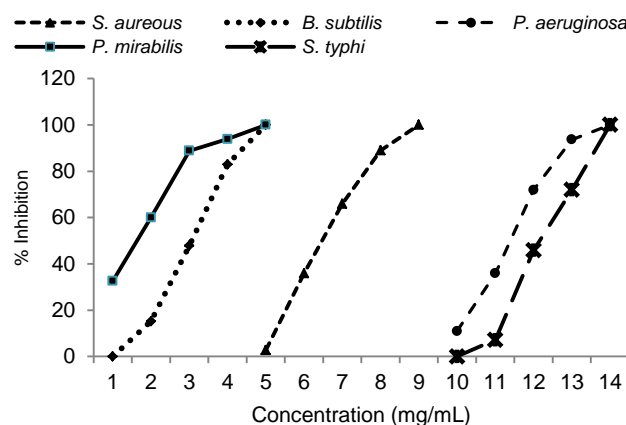 S. aureous B. subtilis P. aeruginosa
P. mirabilis S. typhi
120
100
80
60
40
20
0
% Inhibition
1 2 3 4 5 6 7 8 9 10 11 12 13 14
Concentration (mg/mL)